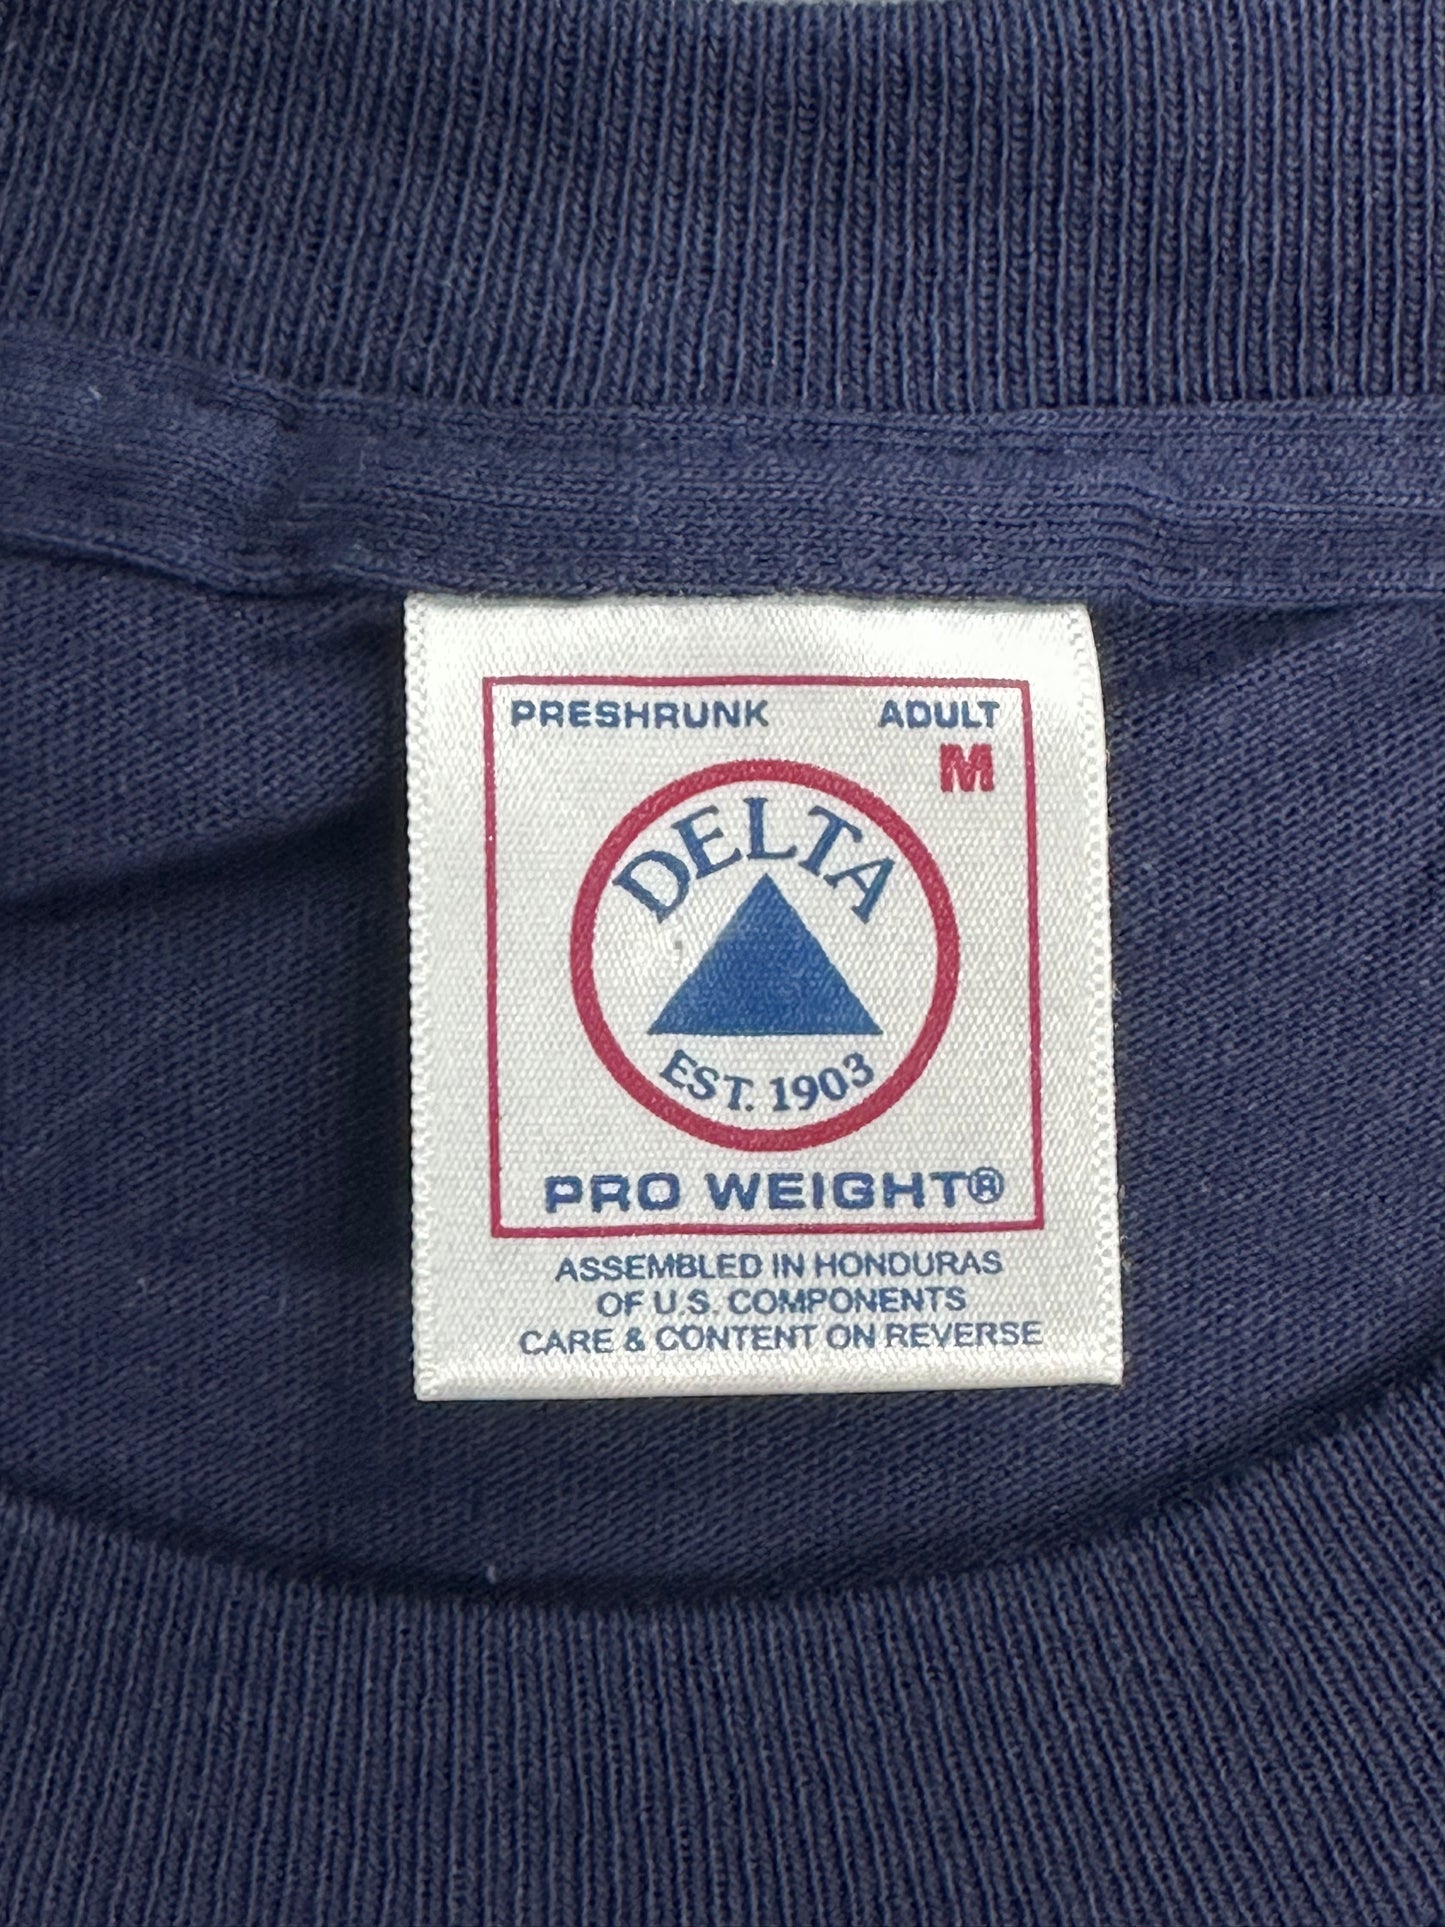 PRESHRUNK ADULT
M
DELTA
EST. 1903
PRO WEIGHT®
ASSEMBLED IN HONDURAS
OF U.S. COMPONENTS
CARE & CONTENT ON REVERSE